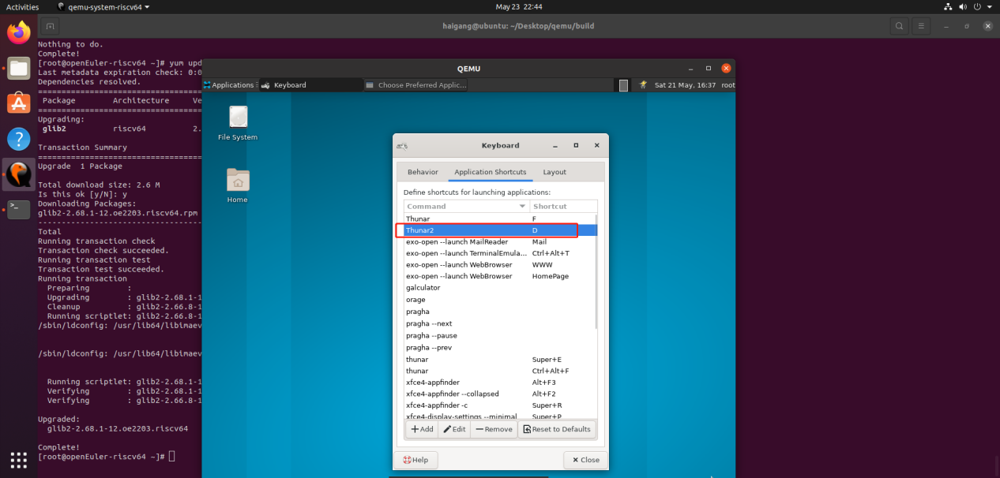 Activities
qemu-system-riscv64
May 23 22:44
haigang@ubuntu: ~/Desktop/qemu/build
Nothing to do.
Complete!
[root@openEuler-riscv64 ~]# yum upd
Last metadata expiration check: 0:0
Dependencies resolved.
Package Architecture Ve
Upgrading:
glib2 riscv64 2.
Transaction Summary
Upgrade 1 Package
Total download size: 2.6 M
Is this ok [y/N]: y
Downloading Packages:
glib2-2.68.1-12.oe2203.riscv64.rpm
Total
Running transaction check
Transaction check succeeded.
Running transaction test
Transaction test succeeded.
Running transaction
Preparing :
Upgrading : glib2-2.68.1-1
Cleanup : glib2-2.66.8-1
Running scriptlet: glib2-2.66.8-1
/sbin/ldconfig: /usr/lib64/libimaev
/sbin/ldconfig: /usr/lib64/libimaev
Running scriptlet: glib2-2.68.1-1
Verifying : glib2-2.68.1-1
Verifying : glib2-2.66.8-1
Upgraded:
glib2-2.68.1-12.oe2203.riscv64
Complete!
[root@openEuler-riscv64 ~]#
QEMU
Applications
Keyboard
Choose Preferred Applic...
Sat 21 May, 16:37 root
File System
Home
Keyboard
Behavior Application Shortcuts Layout
Define shortcuts for launching applications:
Command Shortcut
Thunar F
Thunar2 D
exo-open --launch MailReader Mail
exo-open --launch TerminalEmula... Ctrl+Alt+T
exo-open --launch WebBrowser WWW
exo-open --launch WebBrowser HomePage
galculator
orage
pragha
pragha --next
pragha --pause
pragha --prev
thunar Super+E
thunar Ctrl+Alt+F
xfce4-appfinder Alt+F3
xfce4-appfinder --collapsed Alt+F2
xfce4-appfinder -c Super+R
xfce4-display-settings --minimal Super+P
Add Edit Remove Reset to Defaults
Help Close